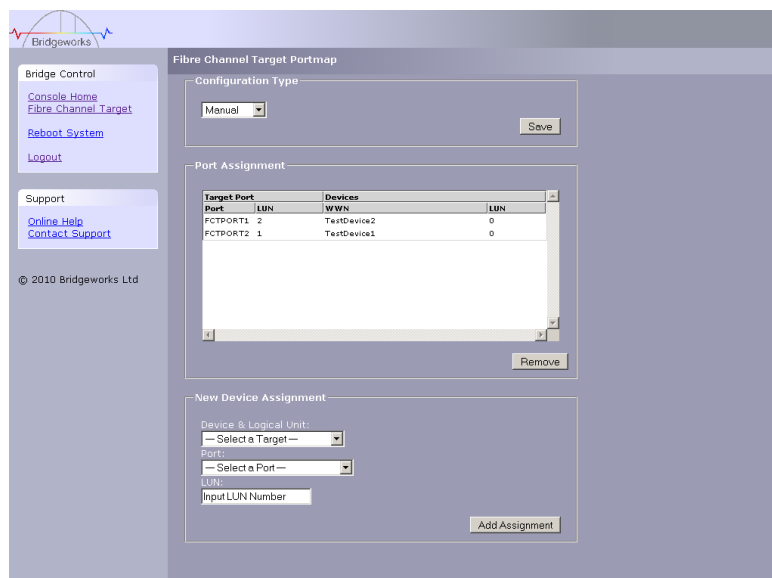 Bridgeworks
Bridge Control
Console Home
Fibre Channel Target
Reboot System
Logout
Support
Online Help
Contact Support
© 2010 Bridgeworks Ltd
Fibre Channel Target Portmap
Configuration Type
Manual
Save
Port Assignment
Target Port Devices
Port LUN WWN LUN
FCTPORT1 2 TestDevice2 0
FCTPORT2 1 TestDevice1 0
Remove
New Device Assignment
Device & Logical Unit:
— Select a Target —
Port:
— Select a Port —
LUN:
Input LUN Number
Add Assignment